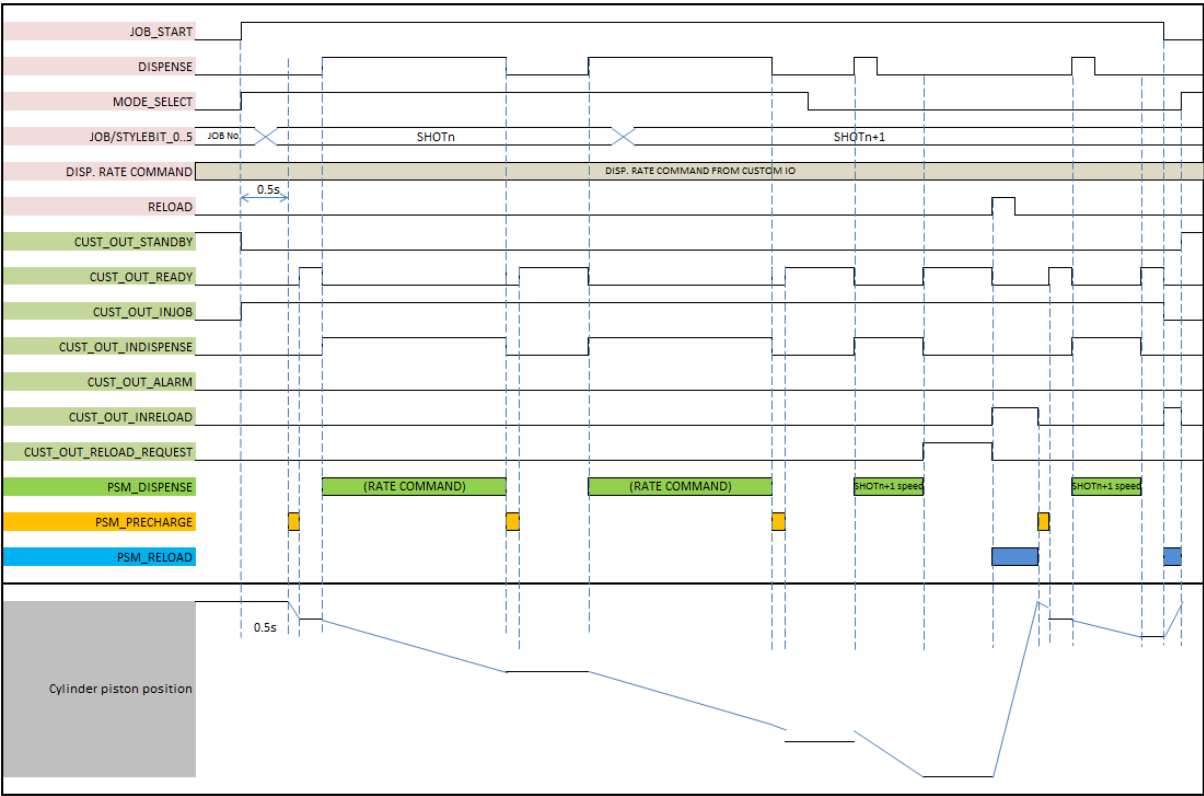 JOB_START
DISPENSE
MODE_SELECT
JOB/STYLEBIT_0..5 JOB No. SHOTn SHOTn+1
DISP. RATE COMMAND DISP. RATE COMMAND FROM CUSTOM IO
0.5s
RELOAD
CUST_OUT_STANDBY
CUST_OUT_READY
CUST_OUT_INJOB
CUST_OUT_INDISPENSE
CUST_OUT_ALARM
CUST_OUT_INRELOAD
CUST_OUT_RELOAD_REQUEST
PSM_DISPENSE (RATE COMMAND) (RATE COMMAND) SHOTn+1 speed SHOTn+1 speed
PSM_PRECHARGE
PSM_RELOAD
0.5s
Cylinder piston position